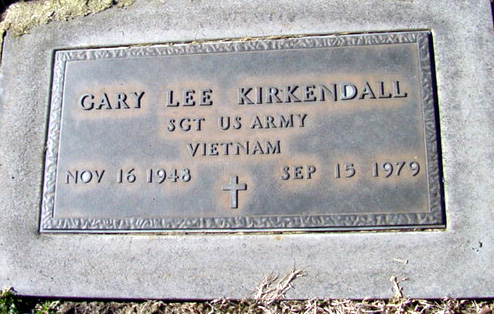 GARY LEE KIRKENDALL
SGT US ARMY
VIETNAM
NOV 16 1948 SEP 15 1979